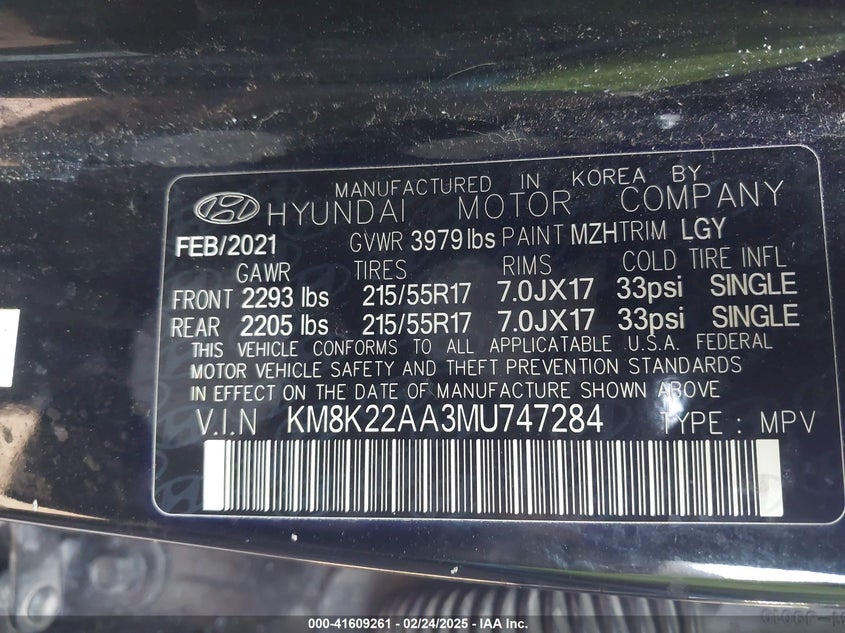 MANUFACTURED IN KOREA BY
HYUNDAI MOTOR COMPANY
FEB/2021 GVWR 3979lbs PAINT MZH TRIM LGY
GAWR TIRES RIMS COLD TIRE INFL
FRONT 2293 lbs 215/55R17 7.0JX17 33psi SINGLE
REAR 2205 lbs 215/55R17 7.0JX17 33psi SINGLE
THIS VEHICLE CONFORMS TO ALL APPLICATABLE U.S.A. FEDERAL
MOTOR VEHICLE SAFETY AND THEFT PREVENTION STANDARDS
IN EFFECT ON THE DATE OF MANUFACTURE SHOWN ABOVE
V.I.N KM8K22AA3MU747284 TYPE : MPV
000-41609261 - 02/24/2025 - IAA Inc.